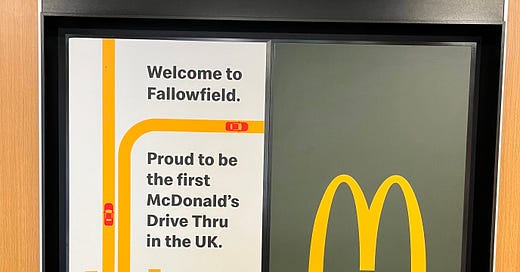 Welcome to
Fallowfield.
Proud to be
the first
McDonald's
Drive Thru
in the UK.